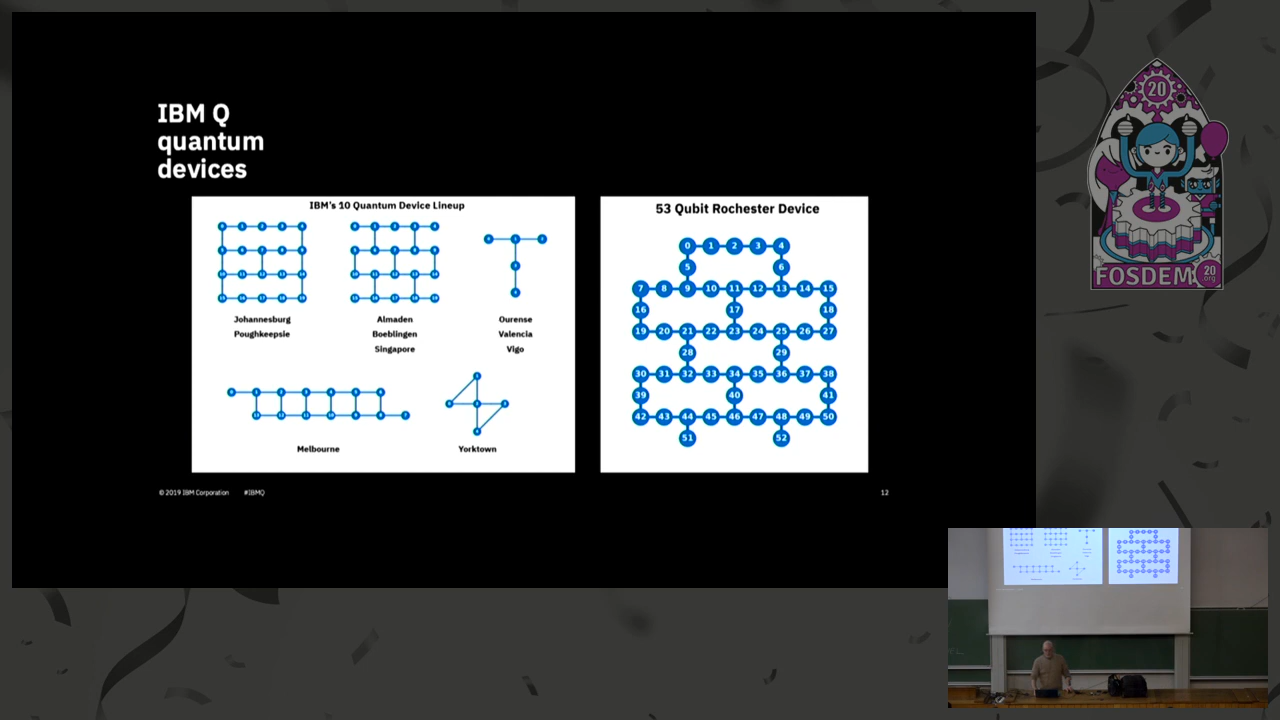 IBM Q
quantum
devices
IBM's 10 Quantum Device Lineup
Johannesburg
Poughkeepsie
Almaden
Boeblingen
Singapore
Ourense
Valencia
Vigo
Melbourne
Yorktown
53 Qubit Rochester Device
0 1 2 3 4
5 6
7 8 9 10 11 12 13 14 15
16 17 18
19 20 21 22 23 24 25 26 27
28 29
30 31 32 33 34 35 36 37 38
39 40 41
42 43 44 45 46 47 48 49 50
51 52
© 2019 IBM Corporation #IBMQ
12
20
FOSDEM 20
.org